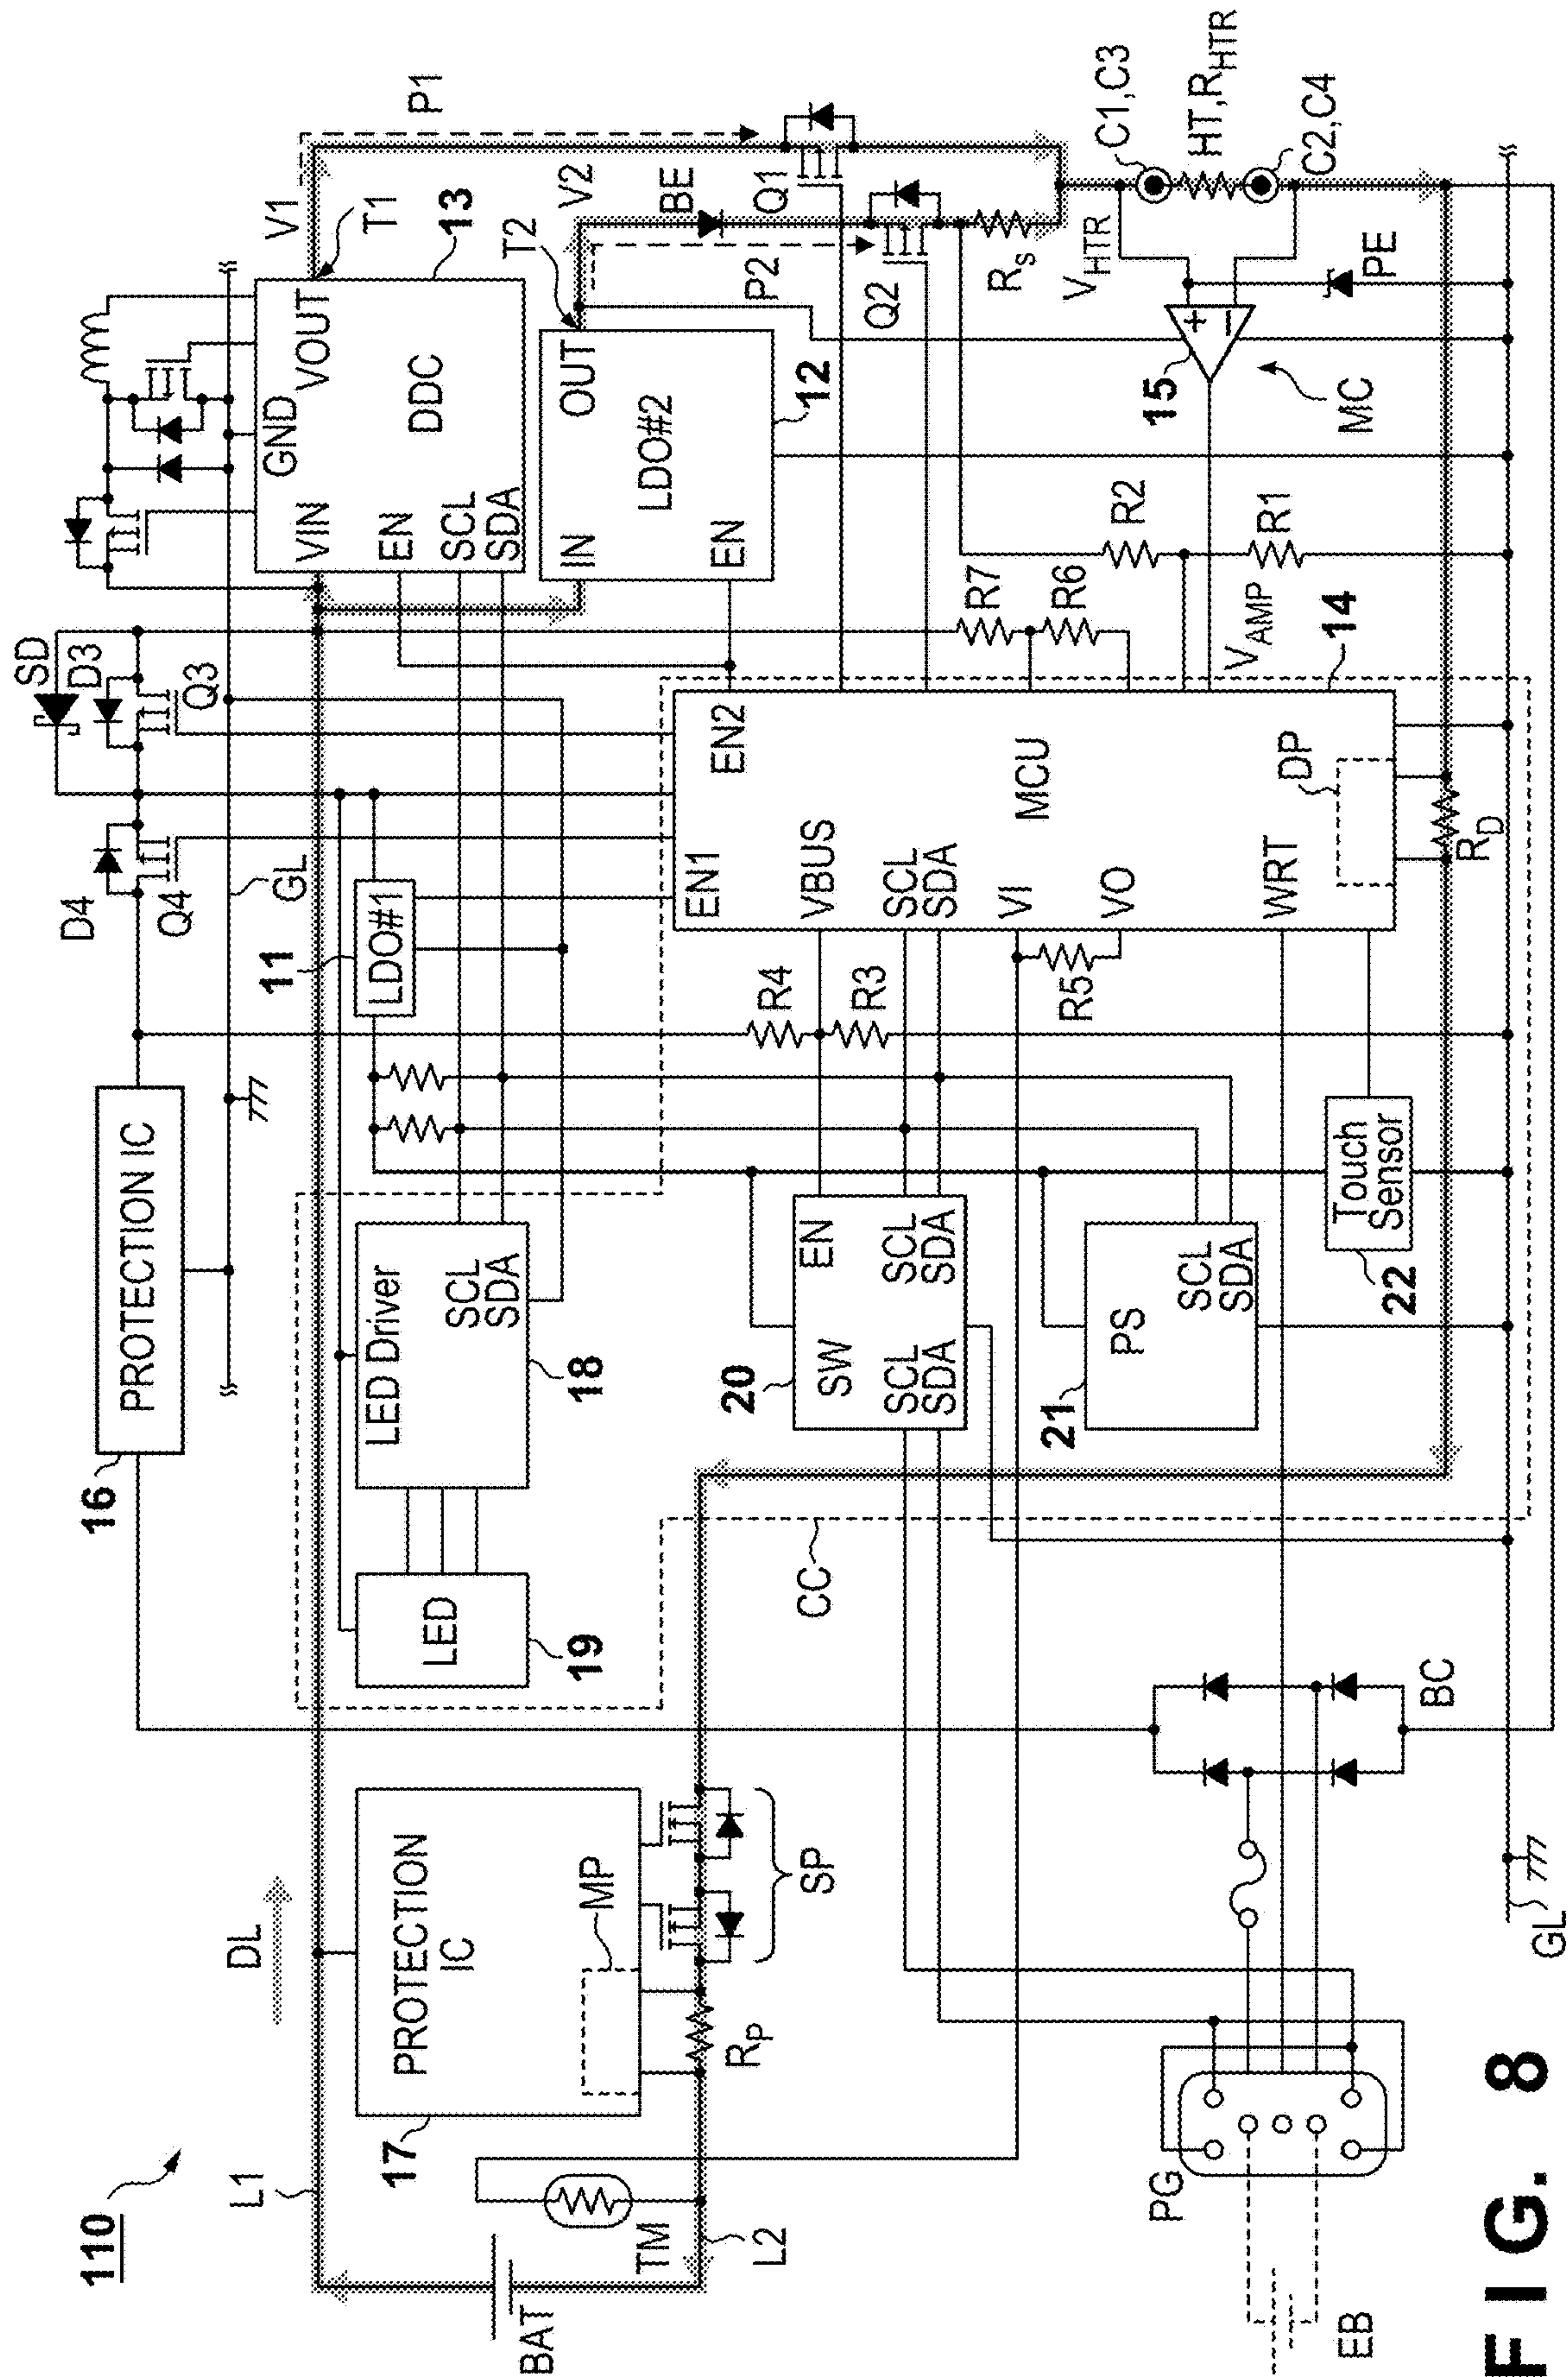 110
DL
L1
16
PROTECTION IC
D4
Q4
SD
D3
Q3
GL
V1
T1
P1
13
VIN
GND
VOUT
EN
DDC
SCL
SDA
T2
V2
BE
Q1
IN
OUT
LDO#2
EN
12
P2
Q2
RS
VHTR
C1,C3
HT,RHTR
C2,C4
PE
15
MC
R2
R1
R7
R6
VAMP
14
11
LDO#1
EN1
EN2
VBUS
SCL
SDA
MCU
VI
VO
WRT
DP
RD
R4
R3
R5
LED Driver
SCL
SDA
18
LED
19
CC
20
SW
EN
SCL
SDA
SCL
SDA
21
PS
SCL
SDA
Touch
Sensor
22
PROTECTION
IC
MP
17
RP
SP
BAT
TM
L2
BC
PG
EB
GL
FIG. 8